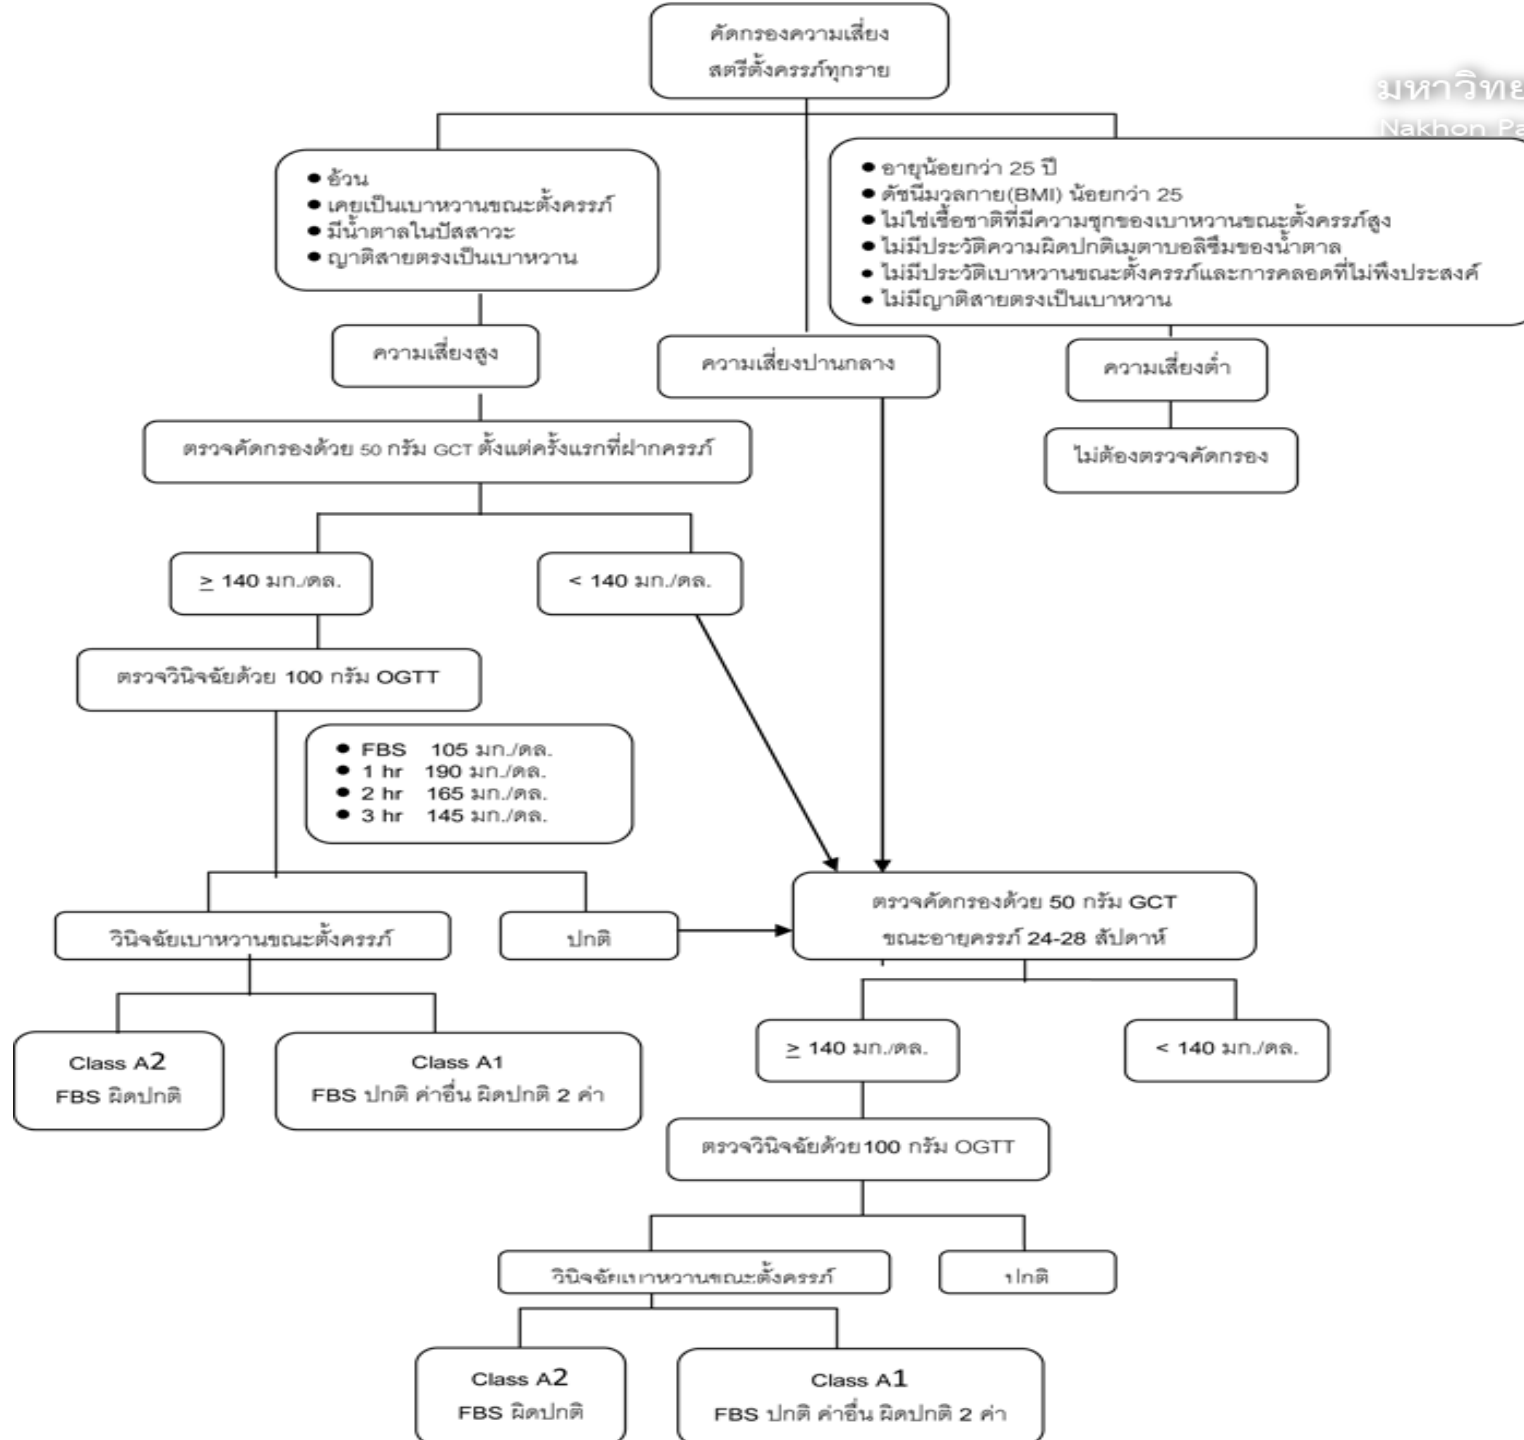 คัดกรองความเสี่ยง
สตรีตั้งครรภ์ทุกราย
Nakhon Pa
● อ้วน
● เคยเป็นเบาหวานขณะตั้งครรภ์
● มีน้ำตาลในปัสสาวะ
● ญาติสายตรงเป็นเบาหวาน
● อายุน้อยกว่า 25 ปี
● ดัชนีมวลกาย(BMI) น้อยกว่า 25
● ไม่ใช่เชื้อชาติที่มีความชุกของเบาหวานขณะตั้งครรภ์สูง
● ไม่มีประวัติความผิดปกติเมตาบอลิซึมของน้ำตาล
● ไม่มีประวัติเบาหวานขณะตั้งครรภ์และการคลอดที่ไม่พึงประสงค์
● ไม่มีญาติสายตรงเป็นเบาหวาน
ความเสี่ยงสูง
ความเสี่ยงปานกลาง
ความเสี่ยงต่ำ
ตรวจคัดกรองด้วย 50 กรัม GCT ตั้งแต่ครั้งแรกที่ฝากครรภ์
ไม่ต้องตรวจคัดกรอง
≥ 140 มก./ดล.
< 140 มก./ดล.
ตรวจวินิจฉัยด้วย 100 กรัม OGTT
● FBS 105 มก./ดล.
● 1 hr 190 มก./ดล.
● 2 hr 165 มก./ดล.
● 3 hr 145 มก./ดล.
วินิจฉัยเบาหวานขณะตั้งครรภ์
ปกติ
ตรวจคัดกรองด้วย 50 กรัม GCT
ขณะอายุครรภ์ 24-28 สัปดาห์
Class A2
FBS ผิดปกติ
Class A1
FBS ปกติ ค่าอื่น ผิดปกติ 2 ค่า
≥ 140 มก./ดล.
< 140 มก./ดล.
ตรวจวินิจฉัยด้วย100 กรัม OGTT
วินิจฉัยเบาหวานขณะตั้งครรภ์
ปกติ
Class A2
FBS ผิดปกติ
Class A1
FBS ปกติ ค่าอื่น ผิดปกติ 2 ค่า